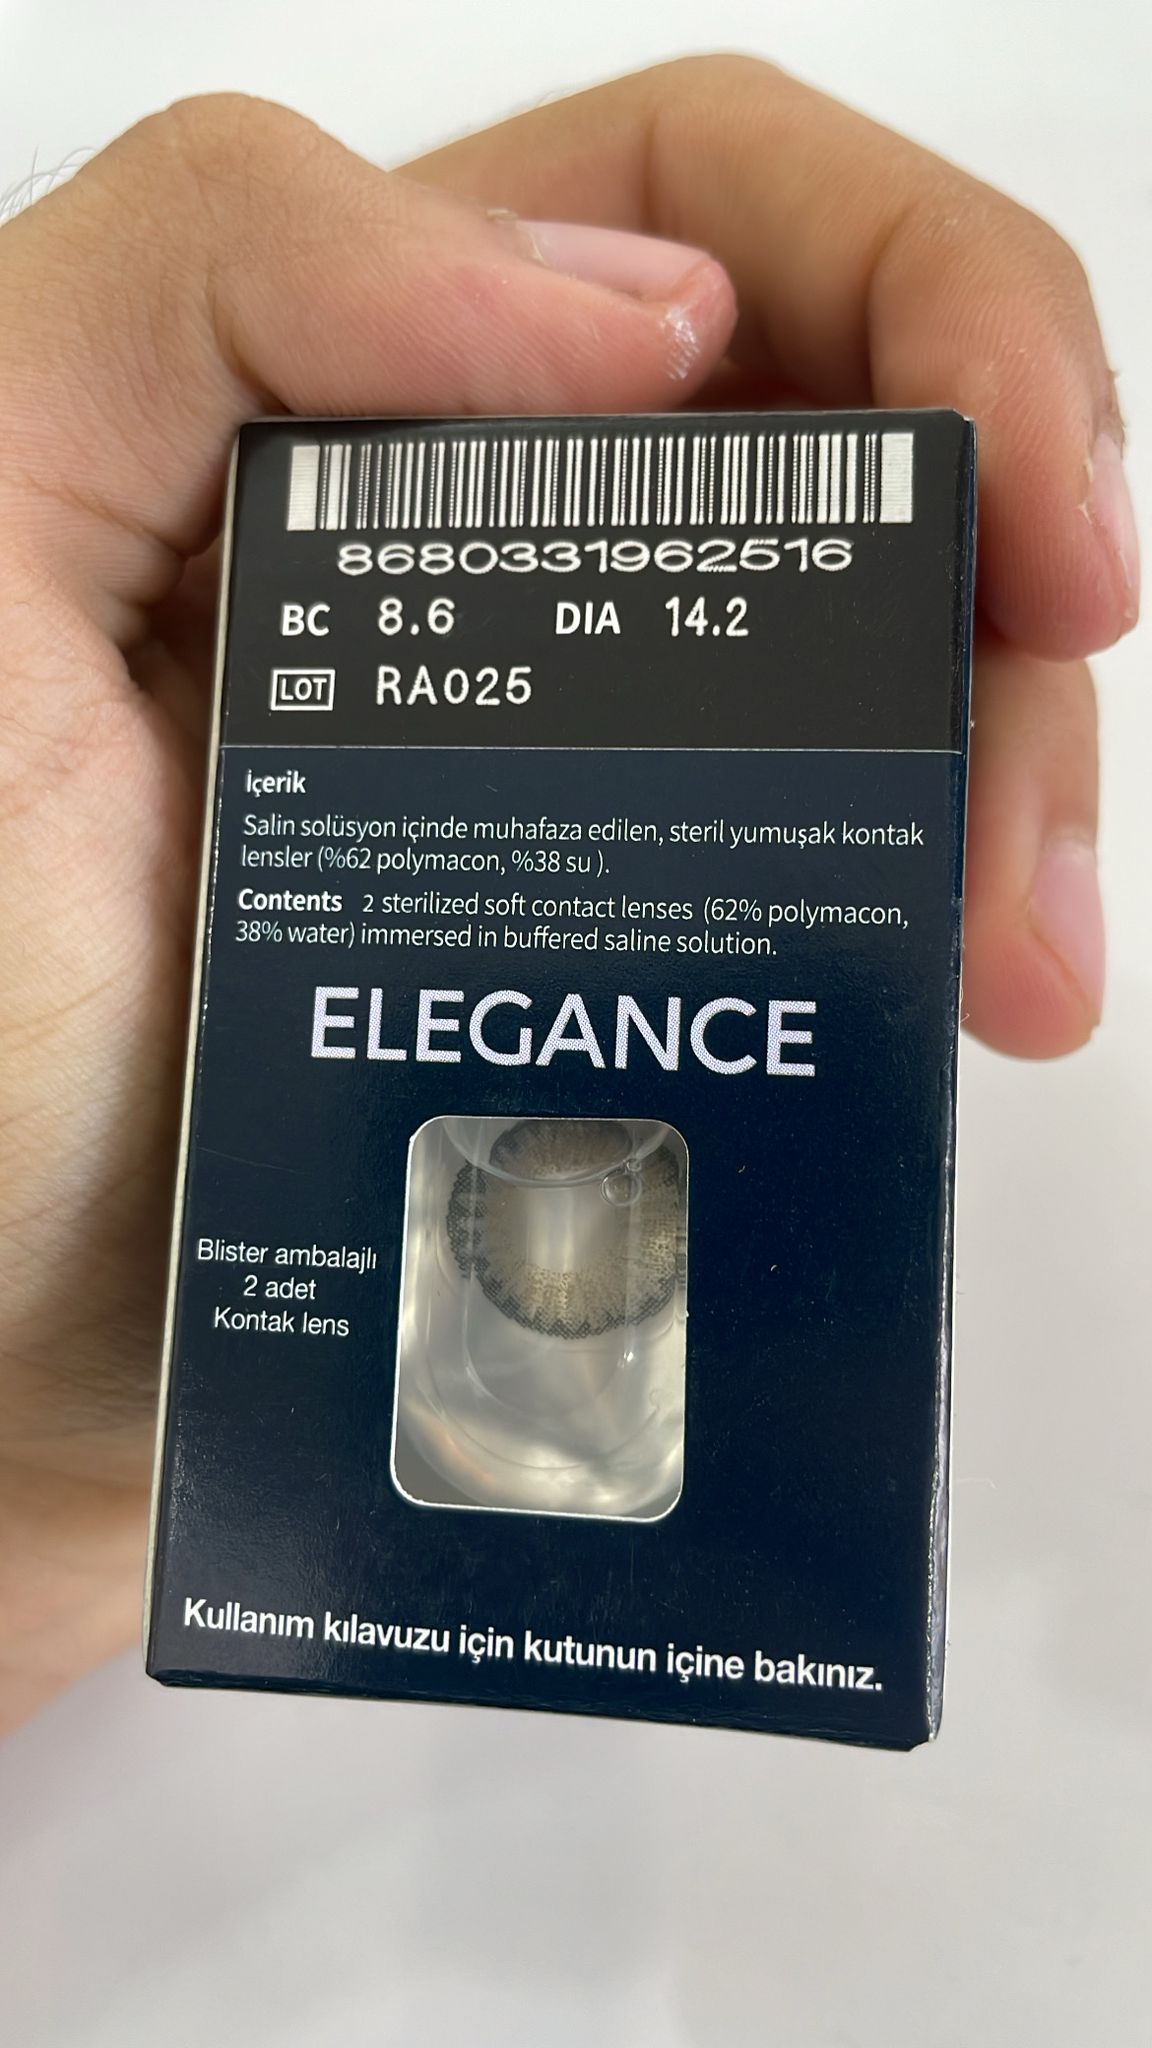 8680331962516
BC 8.6 DIA 14.2
LOT RA025
İçerik
Salin solüsyon içinde muhafaza edilen, steril yumuşak kontak
lensler (%62 polymacon, %38 su ).
Contents 2 sterilized soft contact lenses (62% polymacon,
38% water) immersed in buffered saline solution.
ELEGANCE
Blister ambalajlı
2 adet
Kontak lens
Kullanım kılavuzu için kutunun içine bakınız.